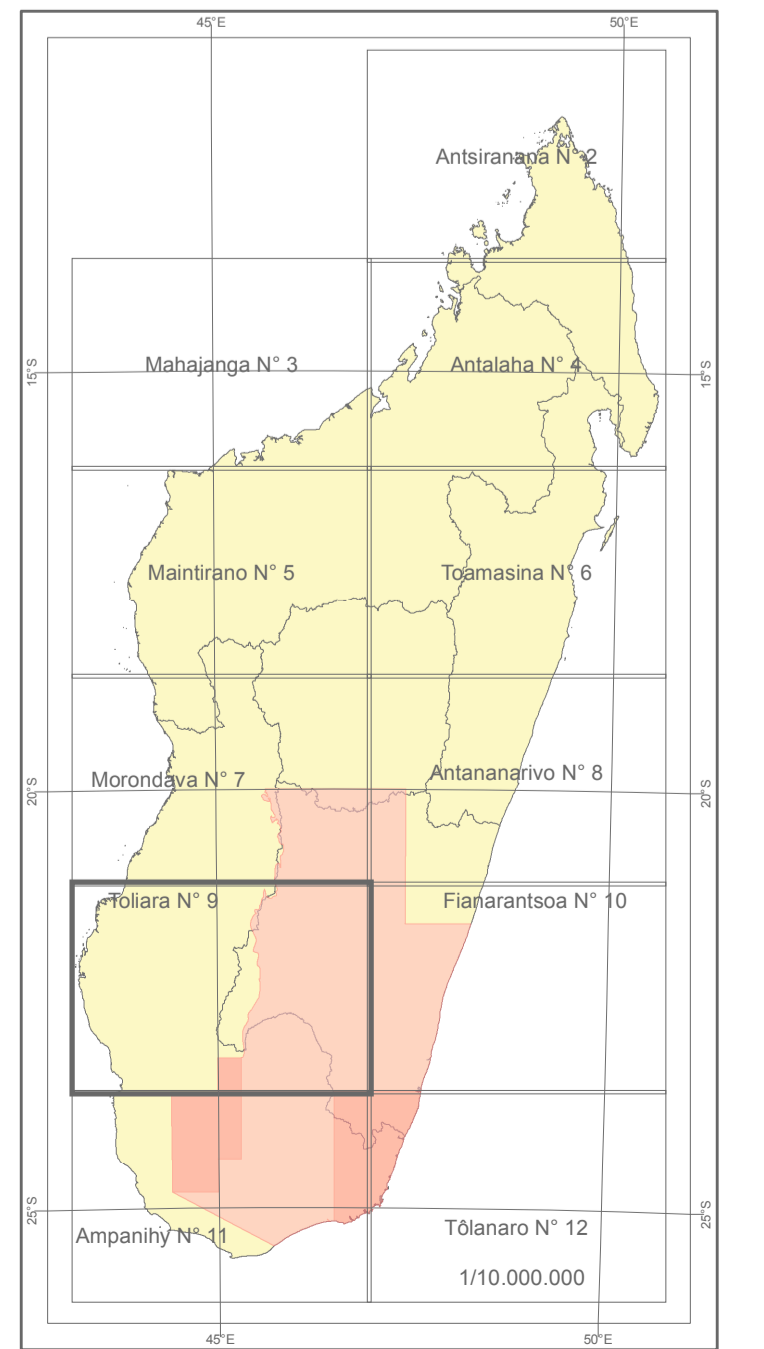 45°E
50°E
Antsiranana N° 2
Mahajanga N° 3
Antalaha N° 4
15°S
15°S
Maintirano N° 5
Toamasina N° 6
Morondava N° 7
Antananarivo N° 8
20°S
20°S
Toliara N° 9
Fianarantsoa N° 10
25°S
25°S
Ampanihy N° 11
Tôlanaro N° 12
1/10.000.000
45°E
50°E